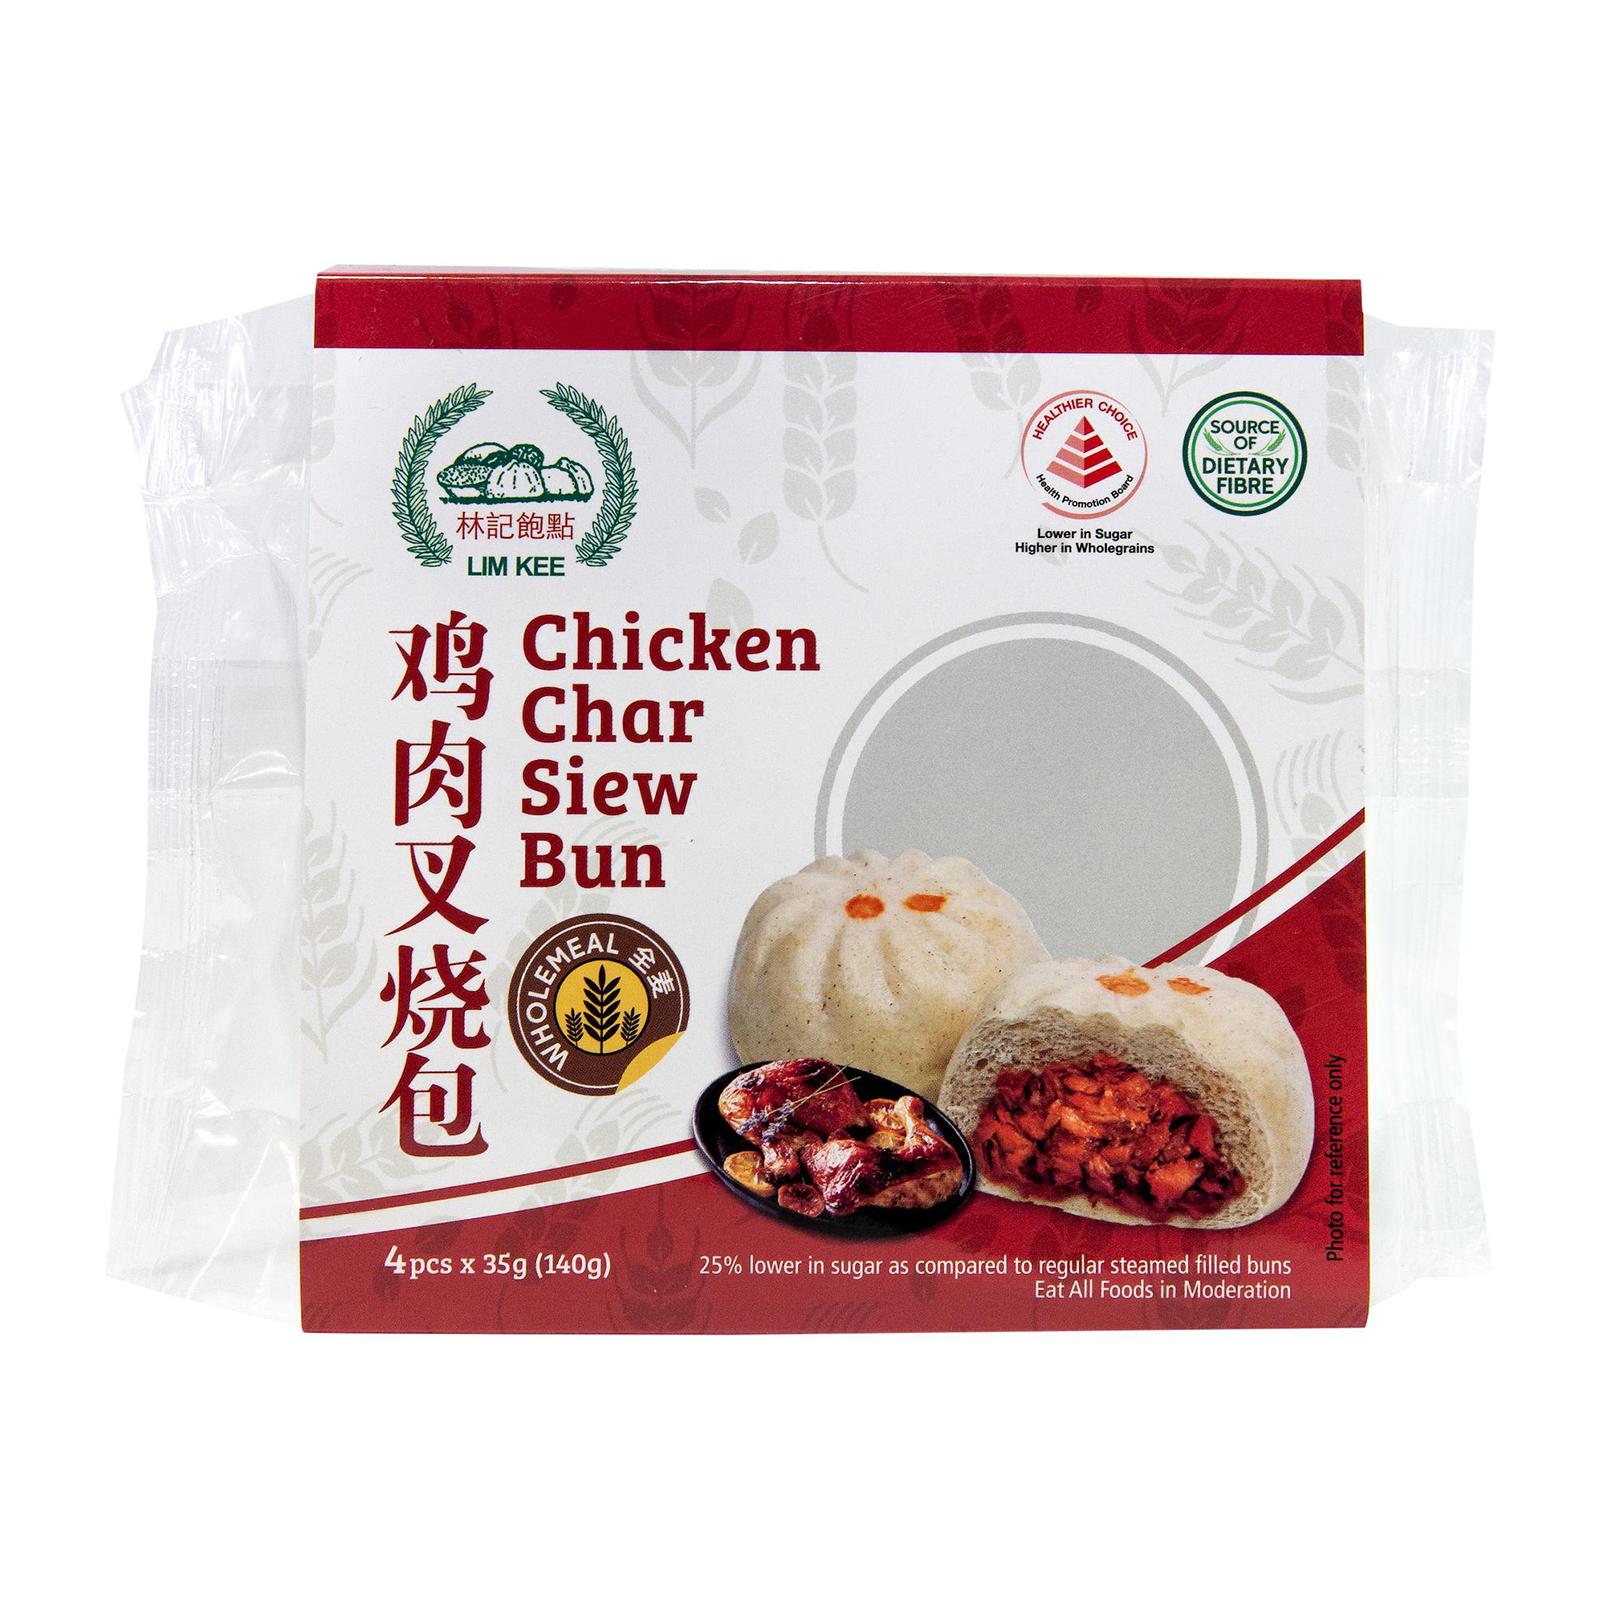 林記飽點
LIM KEE
HEALTHIER CHOICE
Health Promotion Board
Lower in Sugar
Higher in Wholegrains
SOURCE
OF
DIETARY
FIBRE
鸡肉叉烧包
Chicken
Char
Siew
Bun
WHOLEMEAL 全麦
4pcs x 35g (140g)
25% lower in sugar as compared to regular steamed filled buns
Eat All Foods in Moderation
Photo for reference only